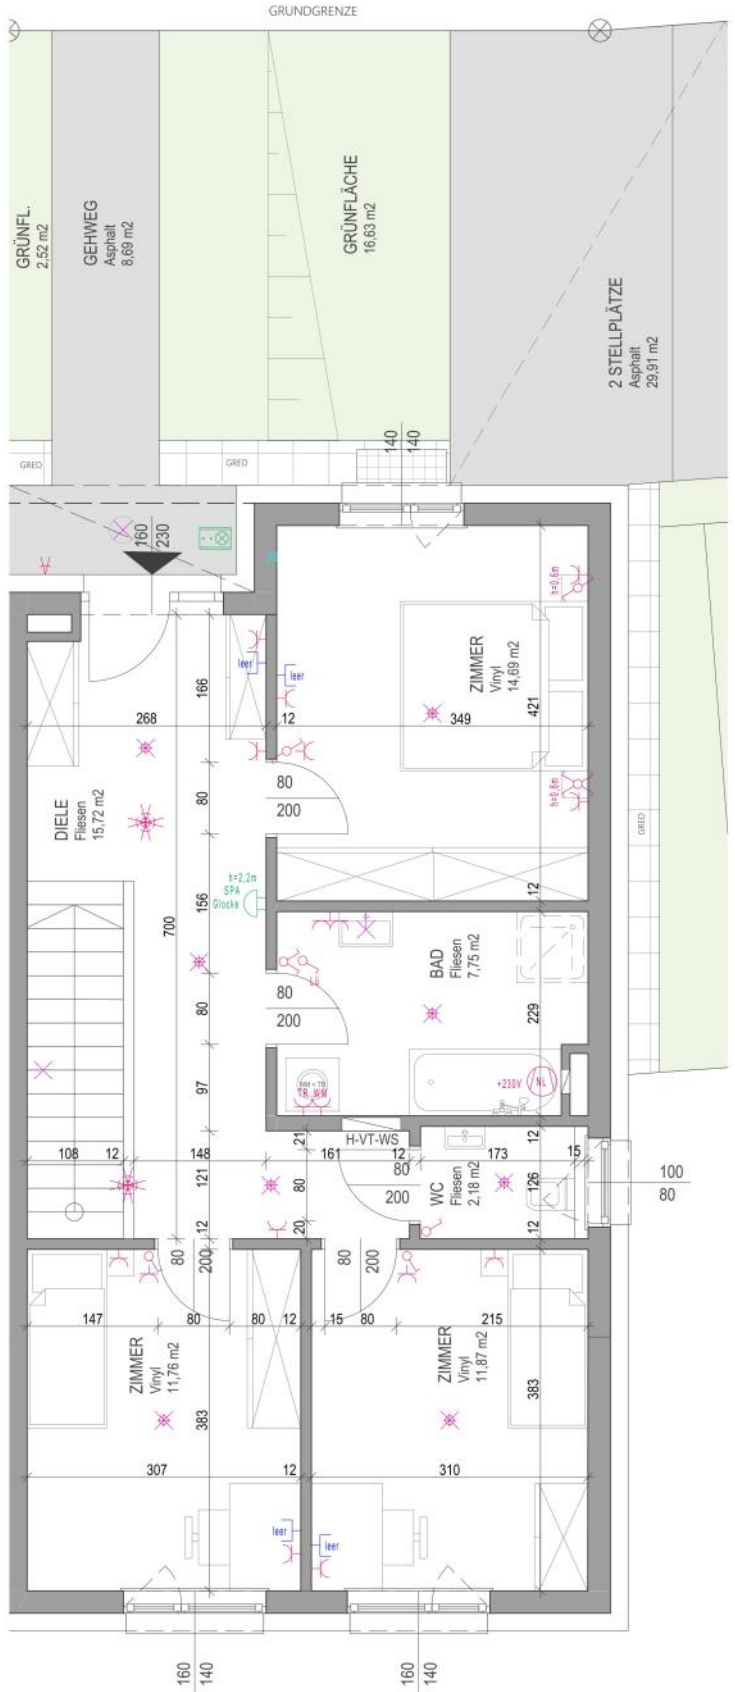 GRUNDGRENZE
GRÜNFL.
2,52 m2
GEHWEG
Asphalt
8,69 m2
GRÜNFLÄCHE
16,63 m2
2 STELLPLÄTZE
Asphalt
29,91 m2
GRED
GRED
140
140
160
230
h=0,6m
ZIMMER
Vinyl
14,69 m2
leer
leer
166
268
12
349
421
h=0,6m
80
80
200
DIELE
Fliesen
15,72 m2
GRED
h=2,2m
SPA
Glocke
156
700
12
BAD
Fliesen
7,75 m2
80
80
200
229
97
TR WM
+230V
NL
H-VT-WS
21
12
108
12
148
161
12
173
15
121
80
80
200
WC
Fliesen
2,18 m2
126
100
80
12
20
12
80
200
80
200
147
80
80
12
15
80
215
ZIMMER
Vinyl
11,76 m2
ZIMMER
Vinyl
11,87 m2
383
383
307
12
310
leer
leer
160
140
160
140